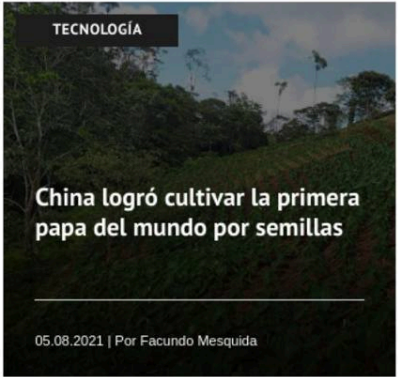 TECNOLOGÍA
China logró cultivar la primera
papa del mundo por semillas
05.08.2021 | Por Facundo Mesquida